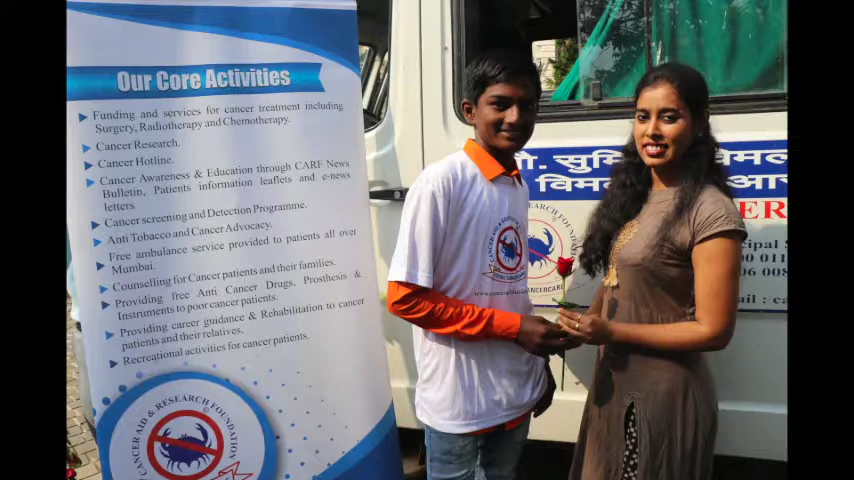 Our Core Activities
Funding and services for cancer treatment including
Surgery, Radiotherapy and Chemotherapy.
Cancer Research.
Cancer Hotline.
Cancer Awareness & Education through CARF News
Bulletin, Patients information leaflets and e-news
letters.
Cancer screening and Detection Programme.
Anti Tobacco and Cancer Advocacy.
Free ambulance service provided to patients all over
Mumbai.
Counselling for Cancer patients and their families.
Providing free Anti Cancer Drugs, Prosthesis &
Instruments to poor cancer patients.
Providing career guidance & Rehabilitation to cancer
patients and their relatives.
Recreational activities for cancer patients.
CANCER AID & RESEARCH FOUNDATION
CANCER AID & RESEARCH